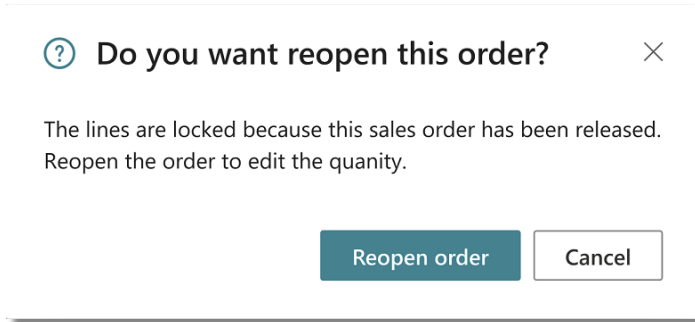 Do you want reopen this order?
The lines are locked because this sales order has been released.
Reopen the order to edit the quanity.
Reopen order
Cancel